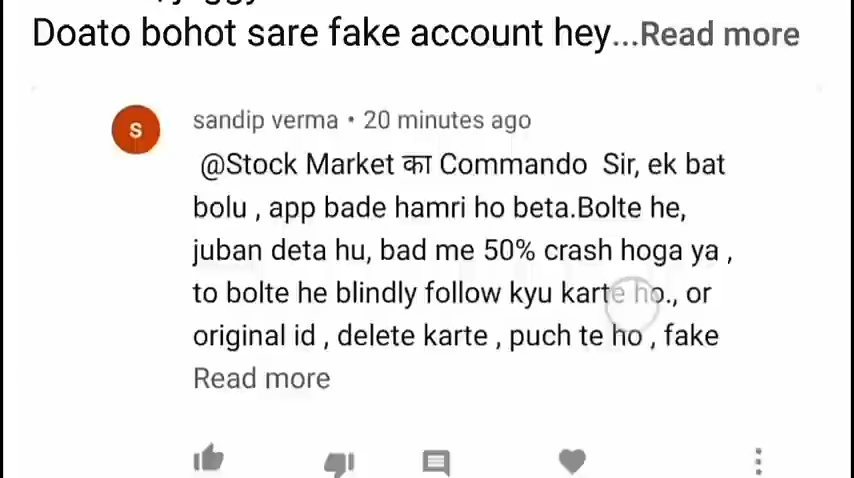 Doato bohot sare fake account hey...Read more
S
sandip verma • 20 minutes ago
@Stock Market का Commando Sir, ek bat
bolu , app bade hamri ho beta.Bolte he,
juban deta hu, bad me 50% crash hoga ya ,
to bolte he blindly follow kyu karte ho., or
original id , delete karte , puch te ho , fake
Read more